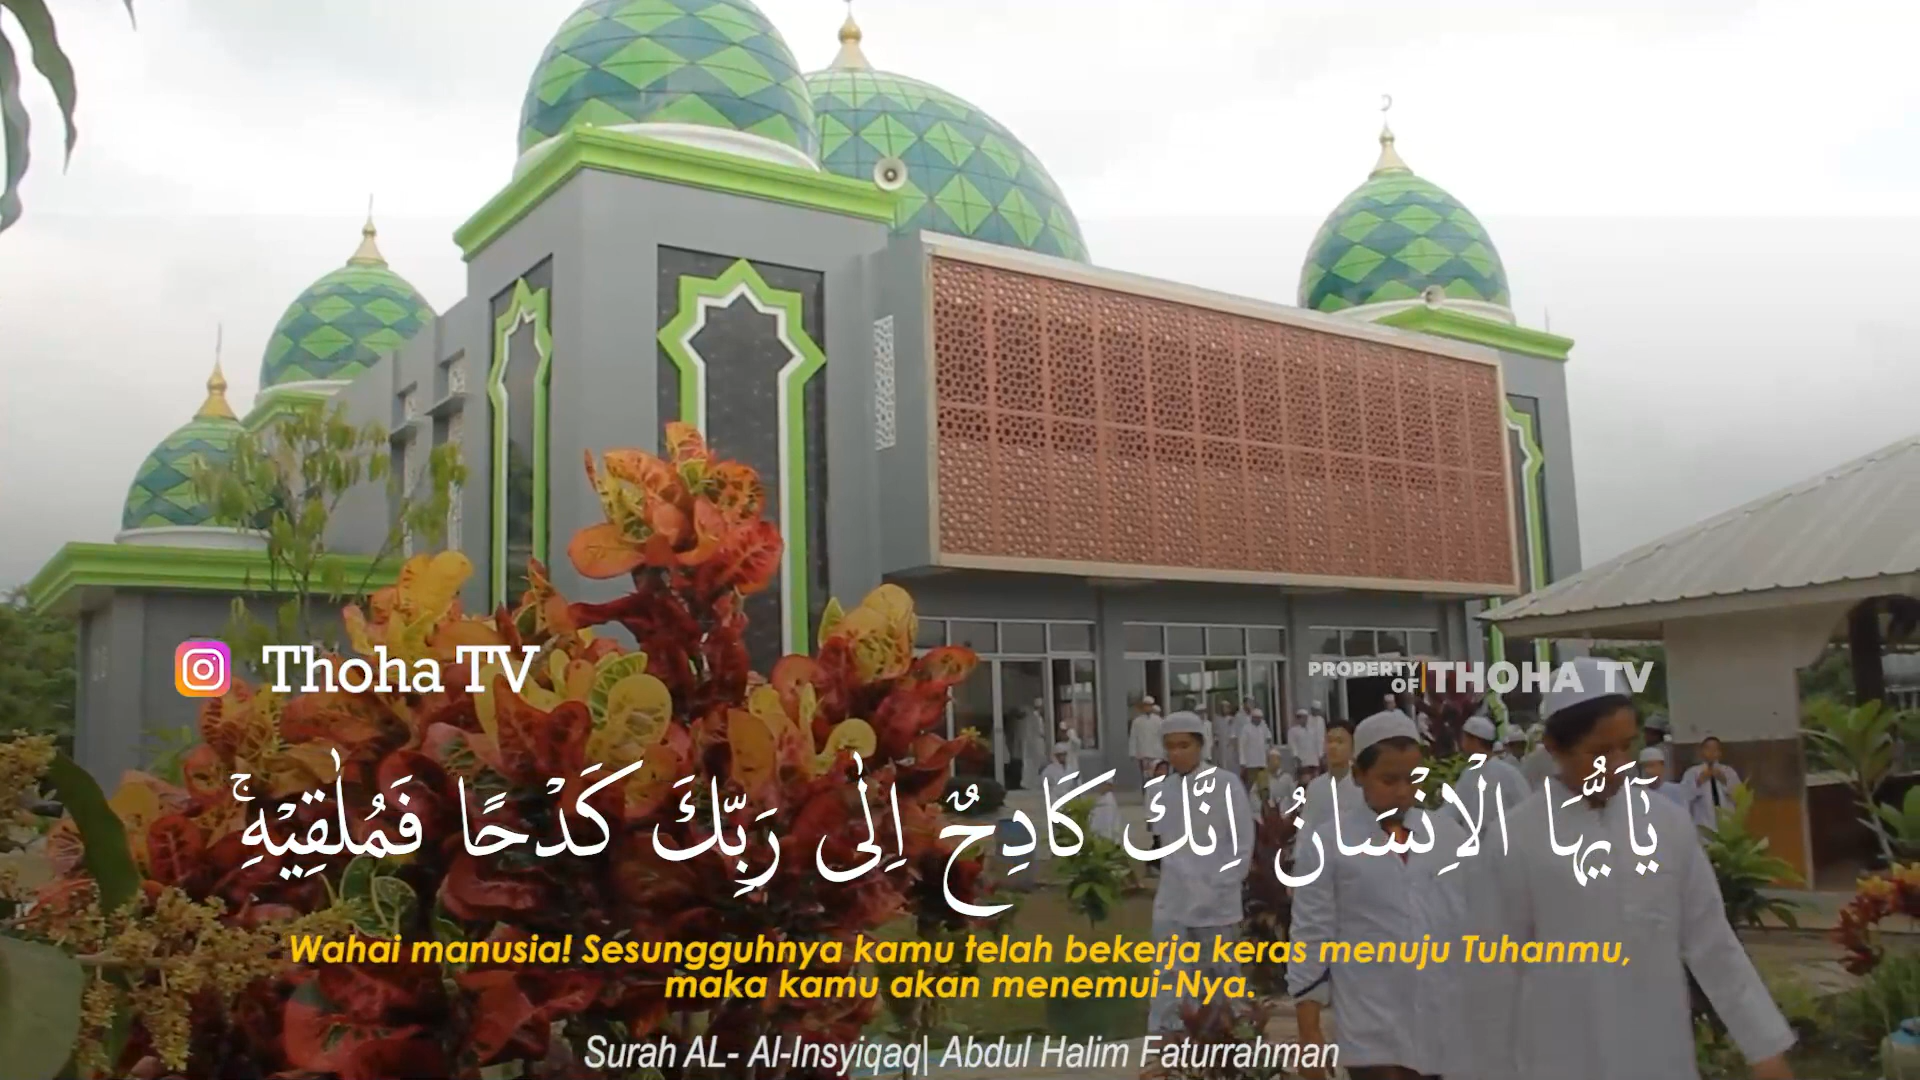 Thoha TV
PROPERTY OF THOHA TV
يٰٓاَيُّهَا الْاِنْسَانُ اِنَّكَ كَادِحٌ اِلٰى رَبِّكَ كَدْحًا فَمُلٰقِيْهِۚ
Wahai manusia! Sesungguhnya kamu telah bekerja keras menuju Tuhanmu,
maka kamu akan menemui-Nya.
Surah AL- Al-Insyiqaq| Abdul Halim Faturrahman